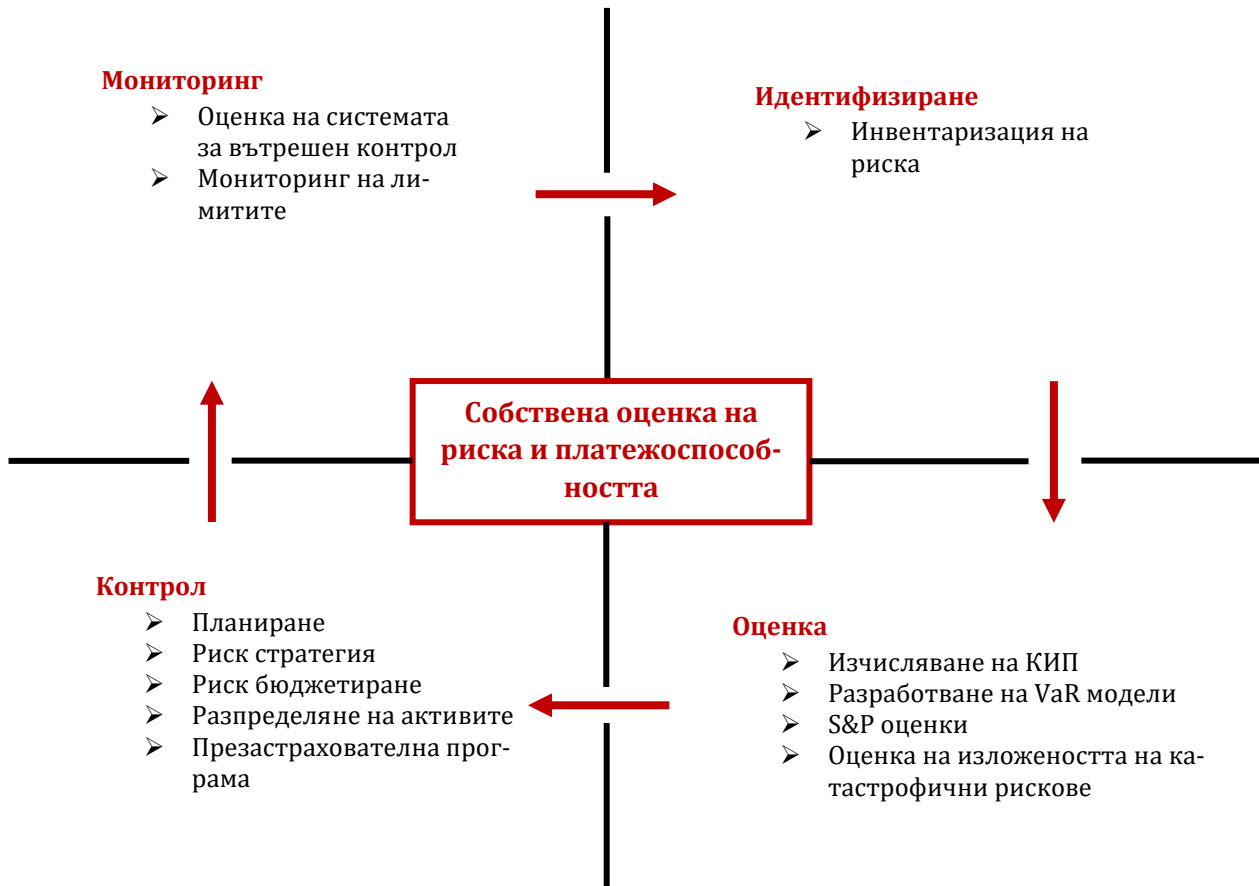 Мониторинг
➢ Оценка на системата
за вътрешен контрол
➢ Мониторинг на ли-
митите
Идентифизиране
➢ Инвентаризация на
риска
Собствена оценка на
риска и платежоспособ-
ността
Контрол
➢ Планиране
➢ Риск стратегия
➢ Риск бюджетиране
➢ Разпределяне на активите
➢ Презастрахователна прог-
рама
Оценка
➢ Изчисляване на КИП
➢ Разработване на VaR модели
➢ S&P оценки
➢ Оценка на изложеността на ка-
тастрофични рискове